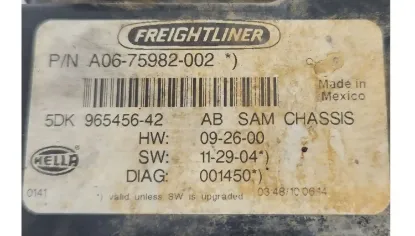 FREIGHTLINER
P/N A06-75982-002 *)
Made in
Mexico
5DK 965456-42 AB SAM CHASSIS
HW: 09-26-00
HELLA
SW: 11-29-04*)
DIAG: 001450*)
0141
*) valid unless SW is upgraded